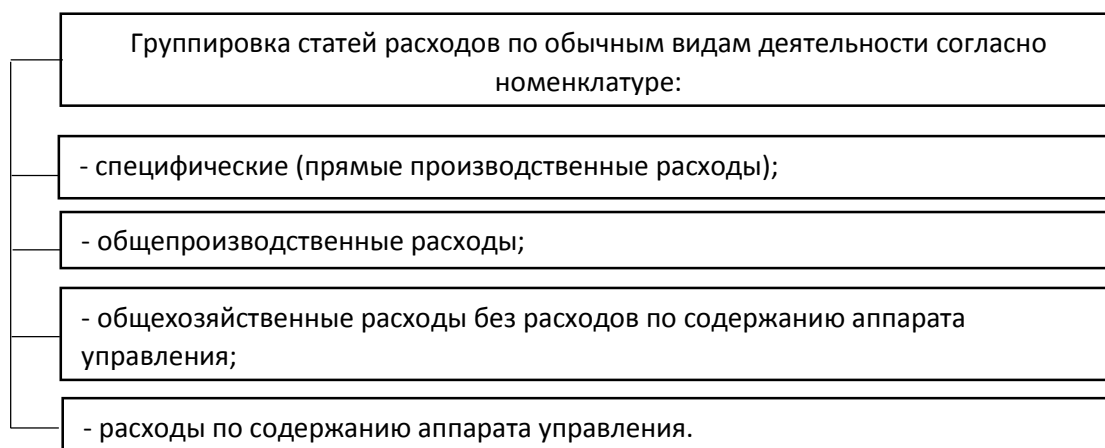 Группировка статей расходов по обычным видам деятельности согласно
номенклатуре:
- специфические (прямые производственные расходы);
- общепроизводственные расходы;
- общехозяйственные расходы без расходов по содержанию аппарата
управления;
- расходы по содержанию аппарата управления.